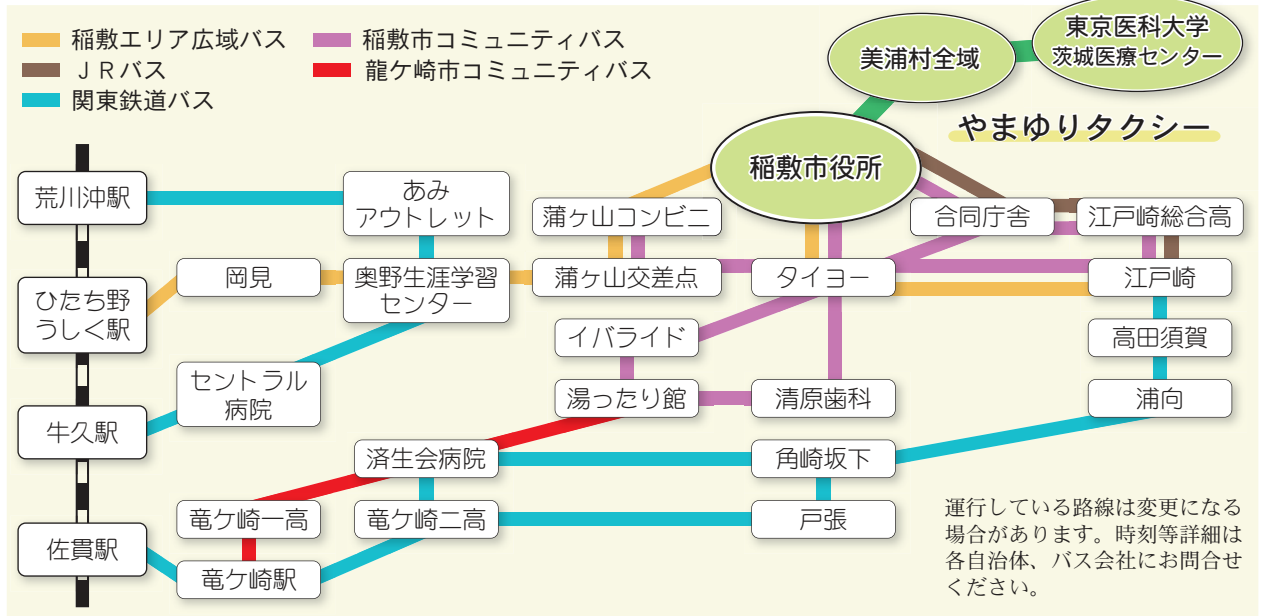 稲敷エリア広域バス
稲敷市コミュニティバス
ＪＲバス
龍ケ崎市コミュニティバス
関東鉄道バス
東京医科大学
茨城医療センター
美浦村全域
やまゆりタクシー
稲敷市役所
荒川沖駅
あみ
アウトレット
蒲ヶ山コンビニ
合同庁舎
江戸崎総合高
ひたち野
うしく駅
岡見
奥野生涯学習
センター
蒲ヶ山交差点
タイヨー
江戸崎
イバライド
高田須賀
セントラル
病院
湯ったり館
清原歯科
浦向
牛久駅
済生会病院
角崎坂下
竜ケ崎一高
竜ケ崎二高
戸張
佐貫駅
竜ケ崎駅
運行している路線は変更になる
場合があります。時刻等詳細は
各自治体、バス会社にお問合せ
ください。